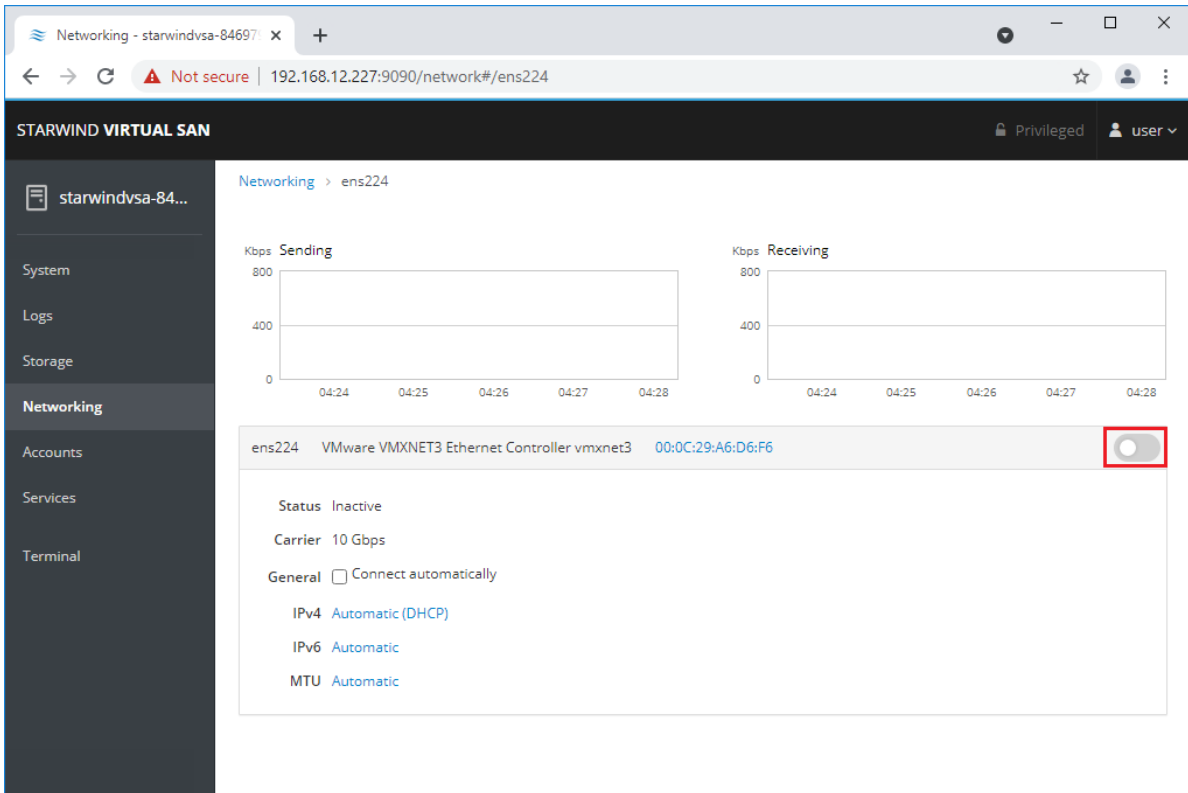 Networking - starwindvsa-84697
Not secure 192.168.12.227:9090/network#/ens224
STARWIND VIRTUAL SAN Privileged user
starwindvsa-84...
System
Logs
Storage
Networking
Accounts
Services
Terminal
Networking > ens224
Kbps Sending
800
400
0
04:24 04:25 04:26 04:27 04:28
Kbps Receiving
800
400
0
04:24 04:25 04:26 04:27 04:28
ens224 VMware VMXNET3 Ethernet Controller vmxnet3 00:0C:29:A6:D6:F6
Status Inactive
Carrier 10 Gbps
General Connect automatically
IPv4 Automatic (DHCP)
IPv6 Automatic
MTU Automatic